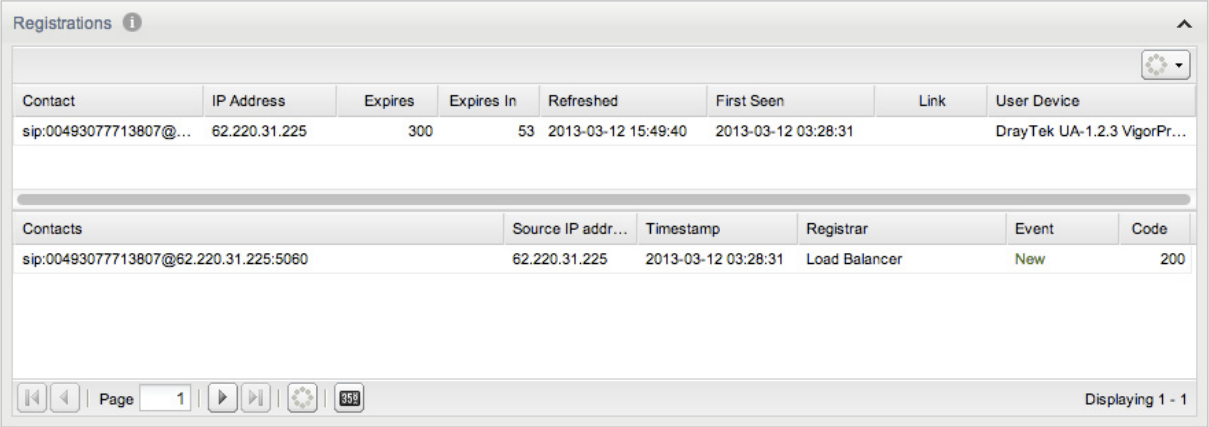 Registrations
Contact IP Address Expires Expires In Refreshed First Seen Link User Device
sip:00493077713807@... 62.220.31.225 300 53 2013-03-12 15:49:40 2013-03-12 03:28:31 DrayTek UA-1.2.3 VigorPr...
Contacts Source IP addr... Timestamp Registrar Event Code
sip:00493077713807@62.220.31.225:5060 62.220.31.225 2013-03-12 03:28:31 Load Balancer New 200
Page 1 Displaying 1 - 1